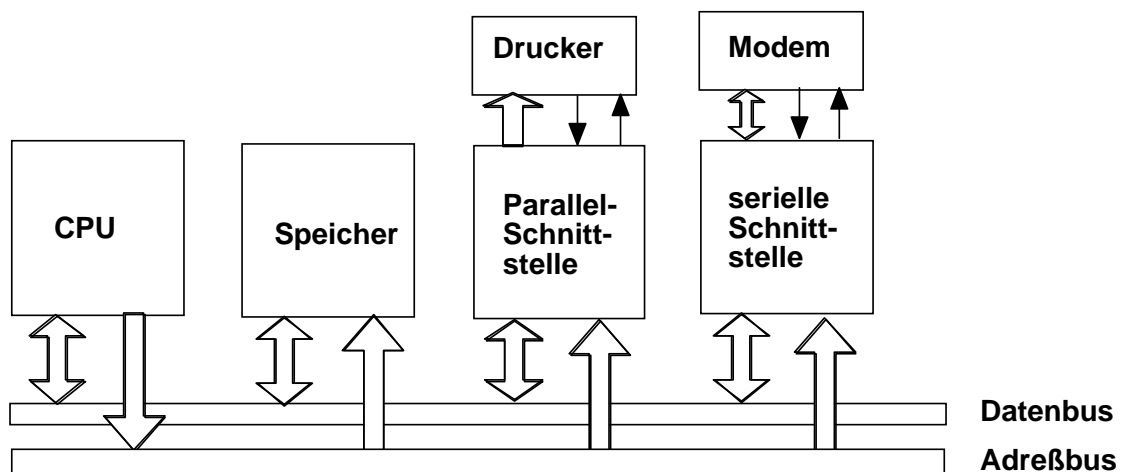 Drucker
Modem
CPU
Speicher
Parallel-
Schnitt-
stelle
serielle
Schnitt-
stelle
Datenbus
Adreßbus